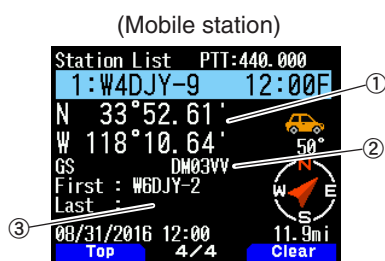 (Mobile station)
Station List PTT:440.000
1:W4DJY-9 12:00F
N 33°52.61'
W 118°10.64'
50°
GS DM03VV
First : W6DJY-2
Last :
N
W E
S
08/31/2016 12:00 11.9mi
Top 4/4 Clear
①
②
③